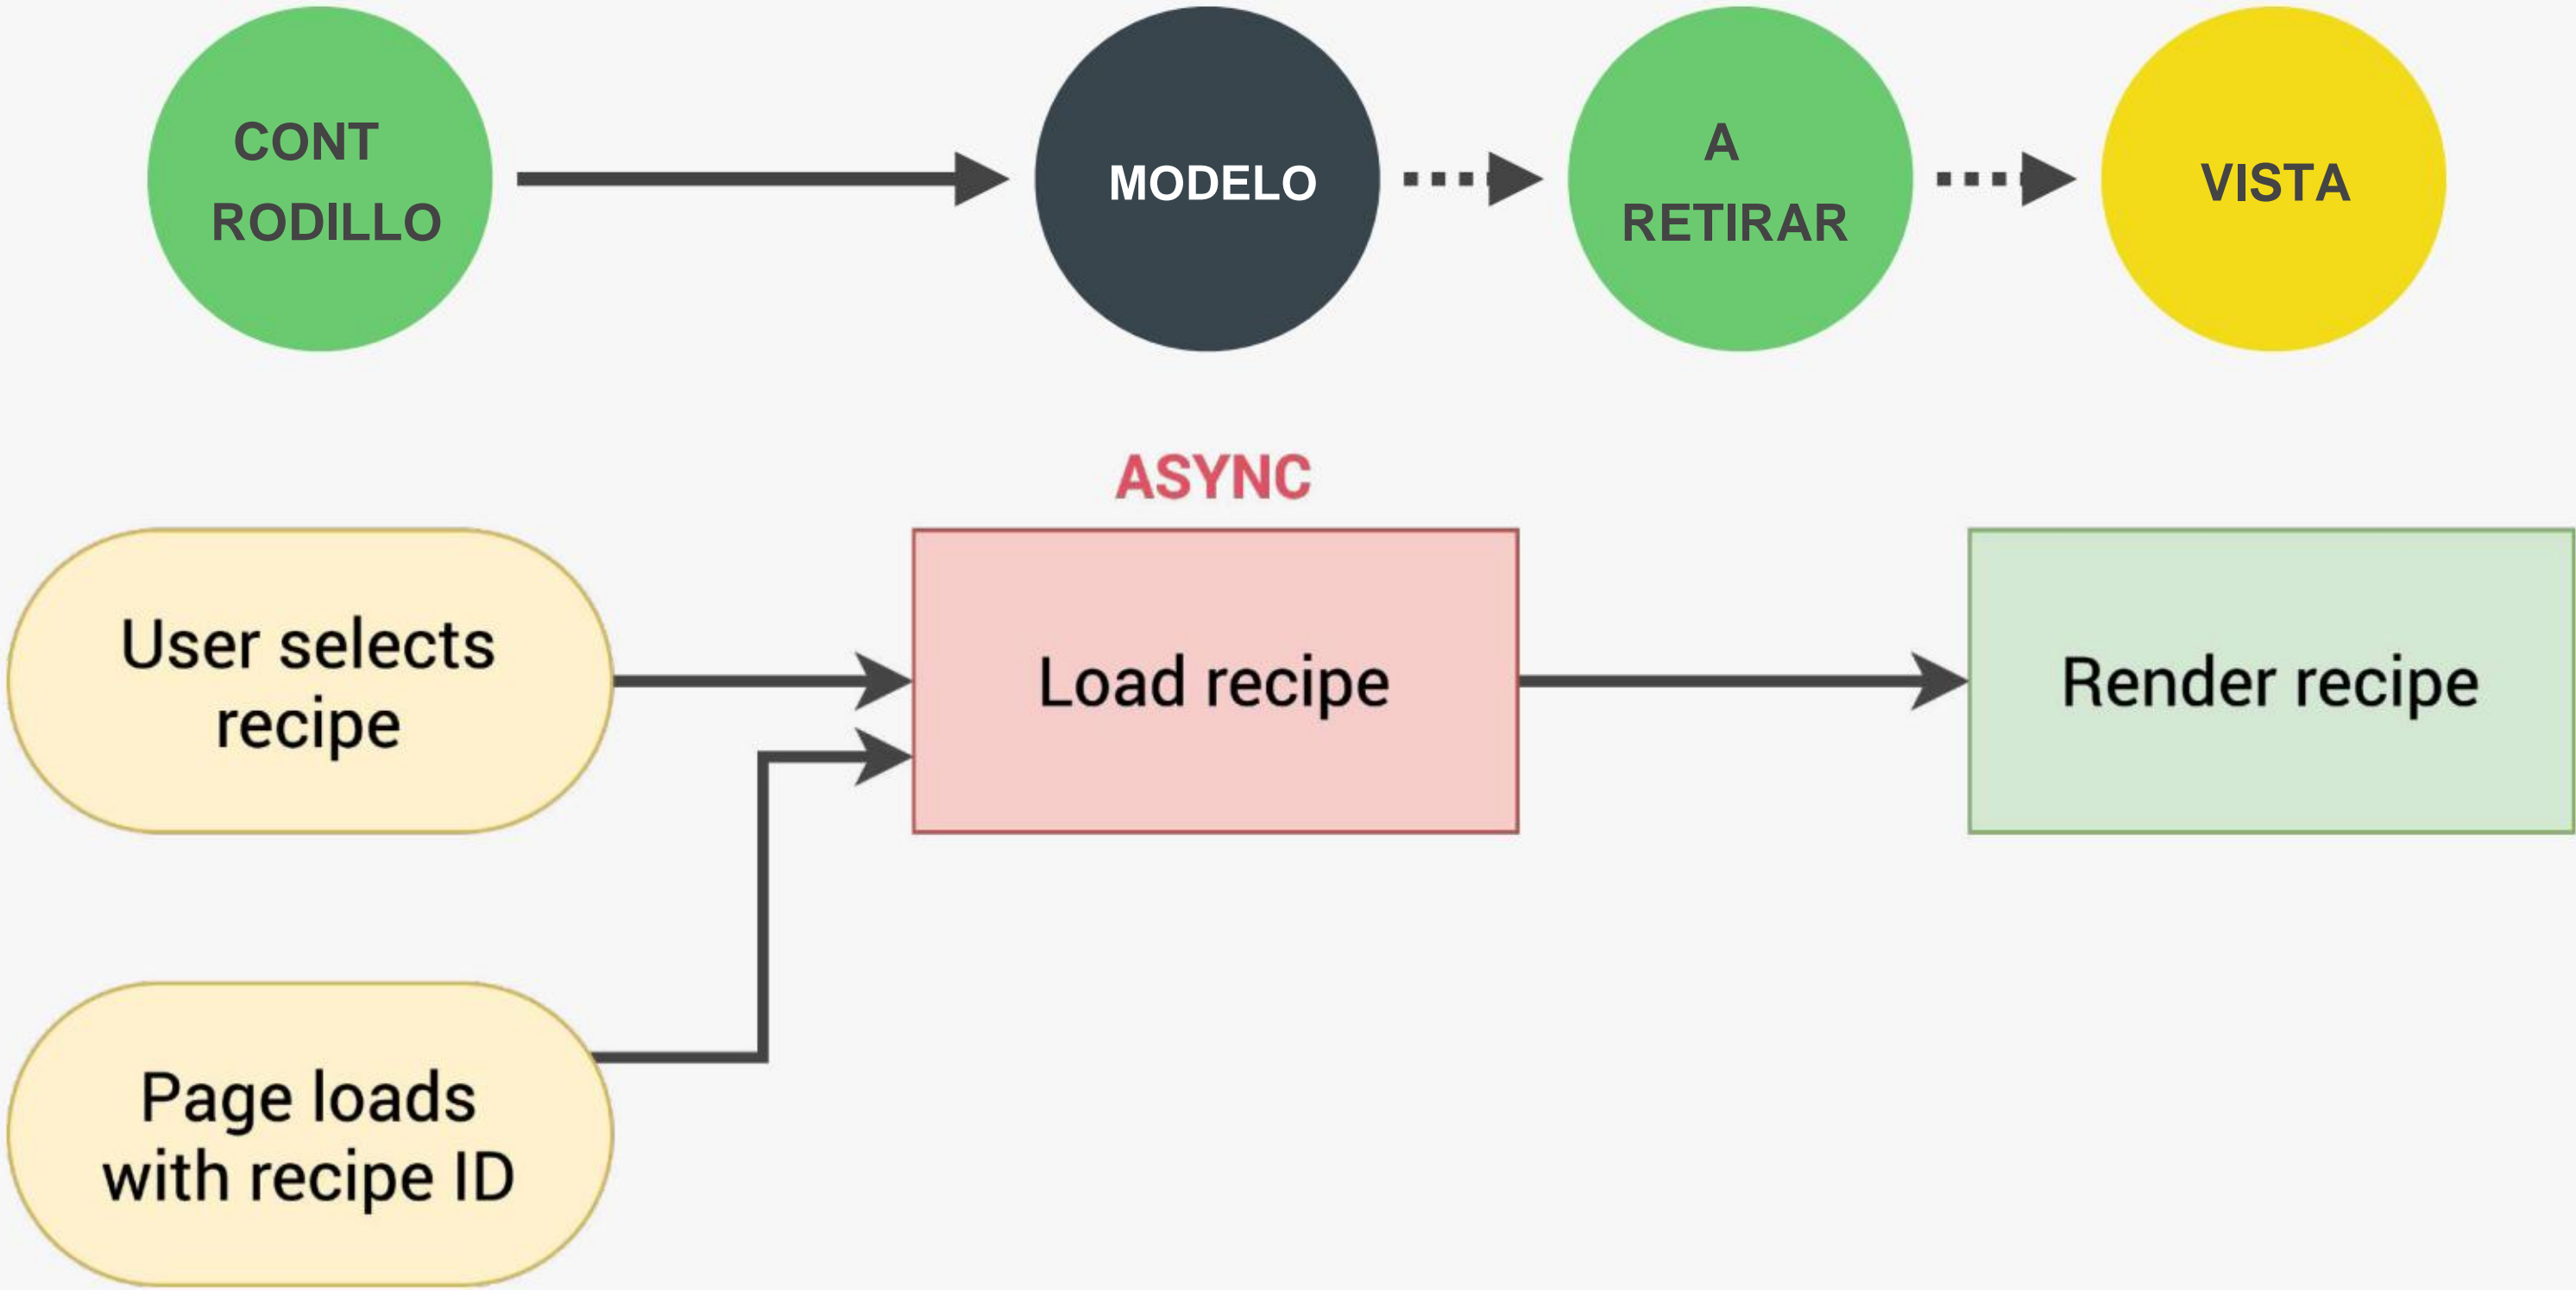 CONT
RODILLO
MODELO
A
RETIRAR
VISTA
ASYNC
User selects
recipe
Load recipe
Render recipe
Page loads
with recipe ID